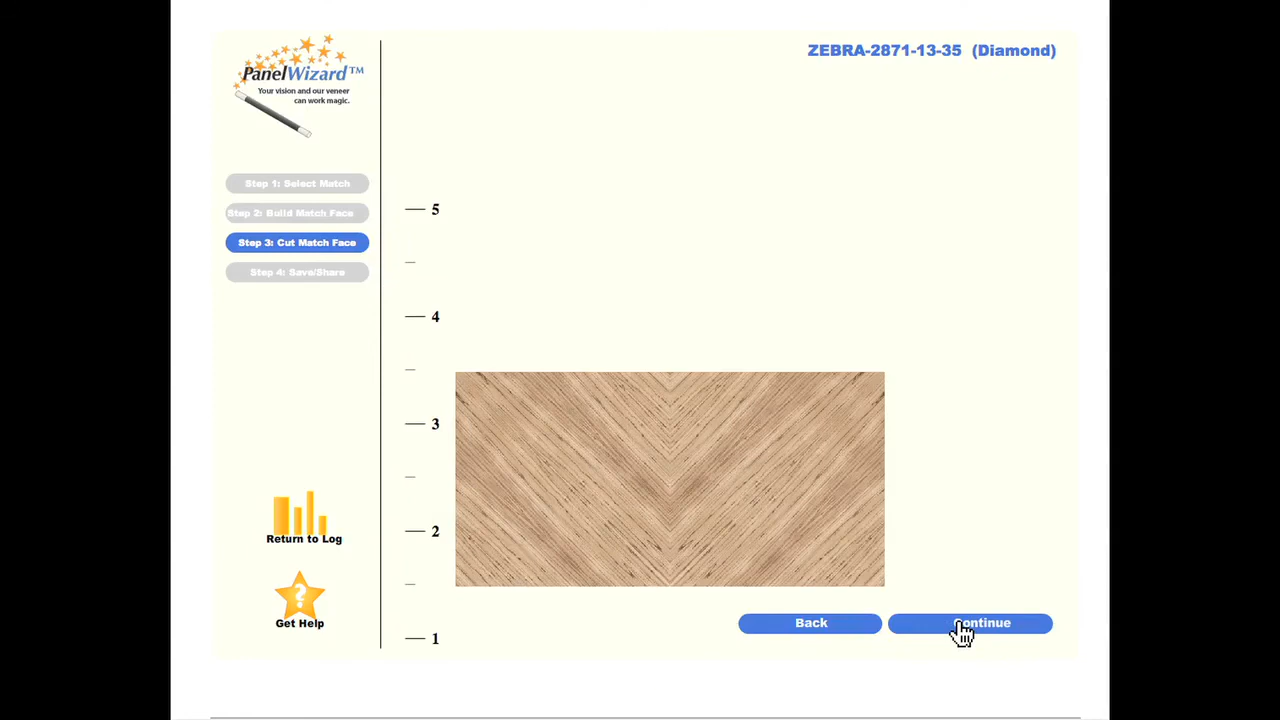 PanelWizard™
Your vision and our veneer
can work magic.
ZEBRA-2871-13-35 (Diamond)
Step 1: Select Match
Step 2: Build Match Face
Step 3: Cut Match Face
Step 4: Save/Share
5
4
3
2
1
Return to Log
?
Get Help
Back
Continue